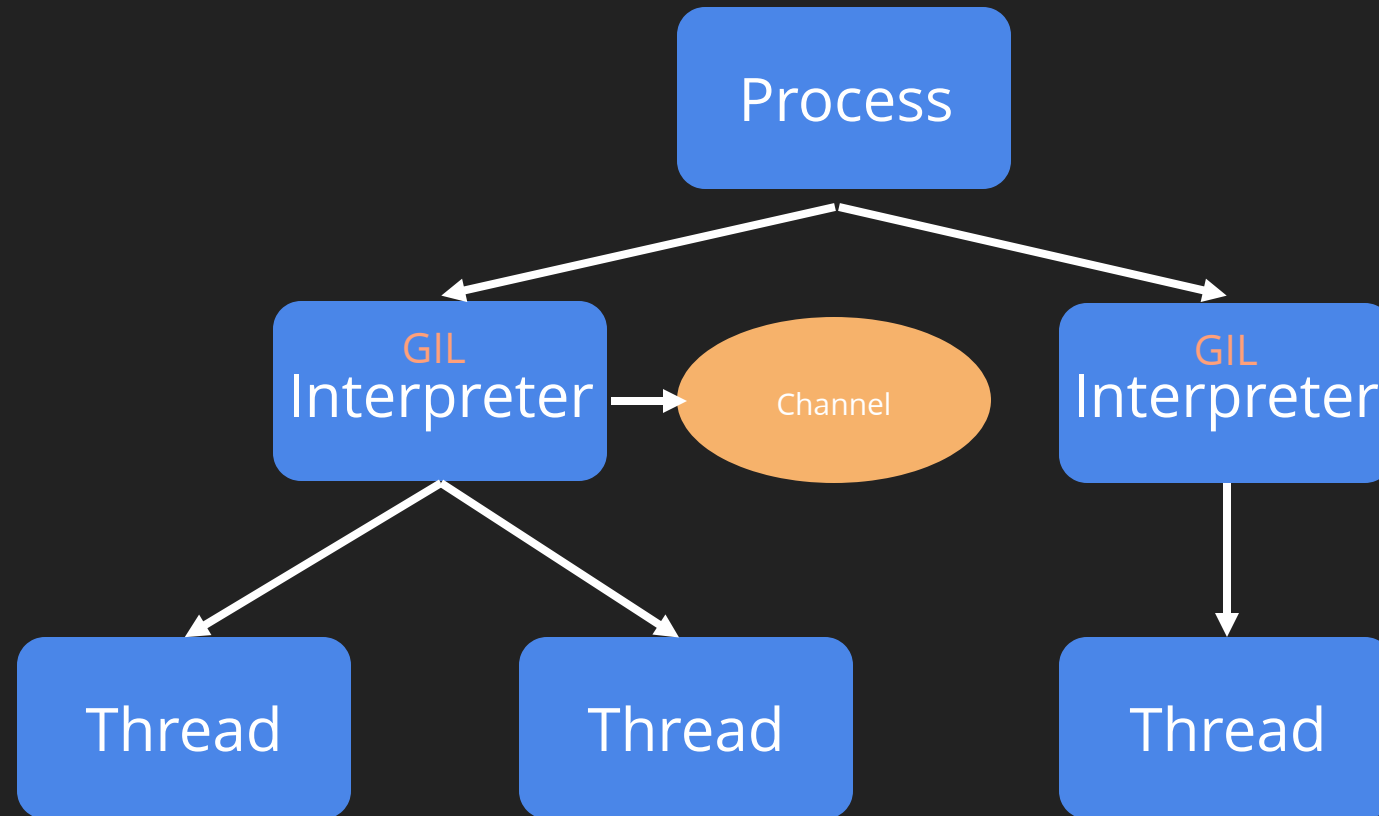 Process
GIL
Interpreter
Channel
GIL
Interpreter
Thread
Thread
Thread